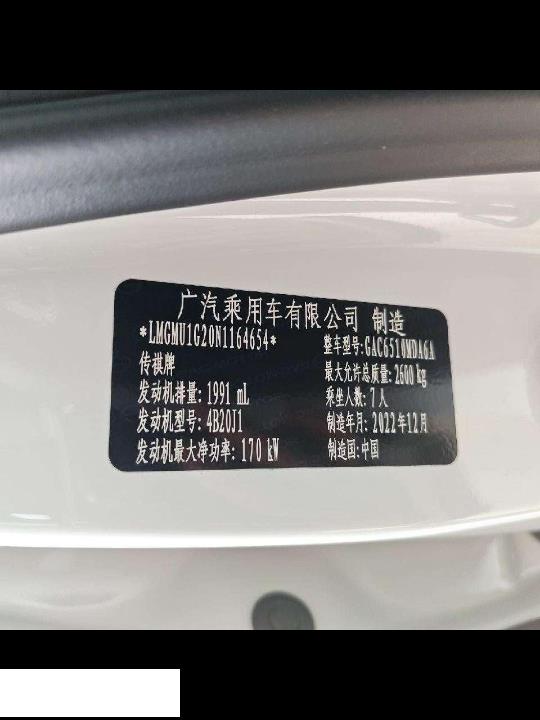 广汽乘用车有限公司 制造
*LMGMU1G20N1164654*
整车型号:GAC6510MDA6A
传祺牌
最大允许总质量:2600 kg
发动机排量:1991 mL
乘坐人数:7人
发动机型号:4B20J1
制造年月:2022年12月
发动机最大净功率:170 kW
制造国:中国